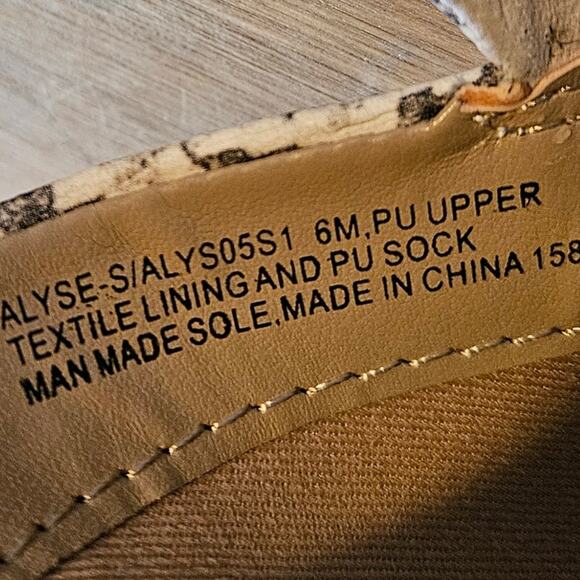 ALYSE-S/ALYS05S1 6M,PU UPPER
TEXTILE LINING AND PU SOCK
MAN MADE SOLE,MADE IN CHINA 158